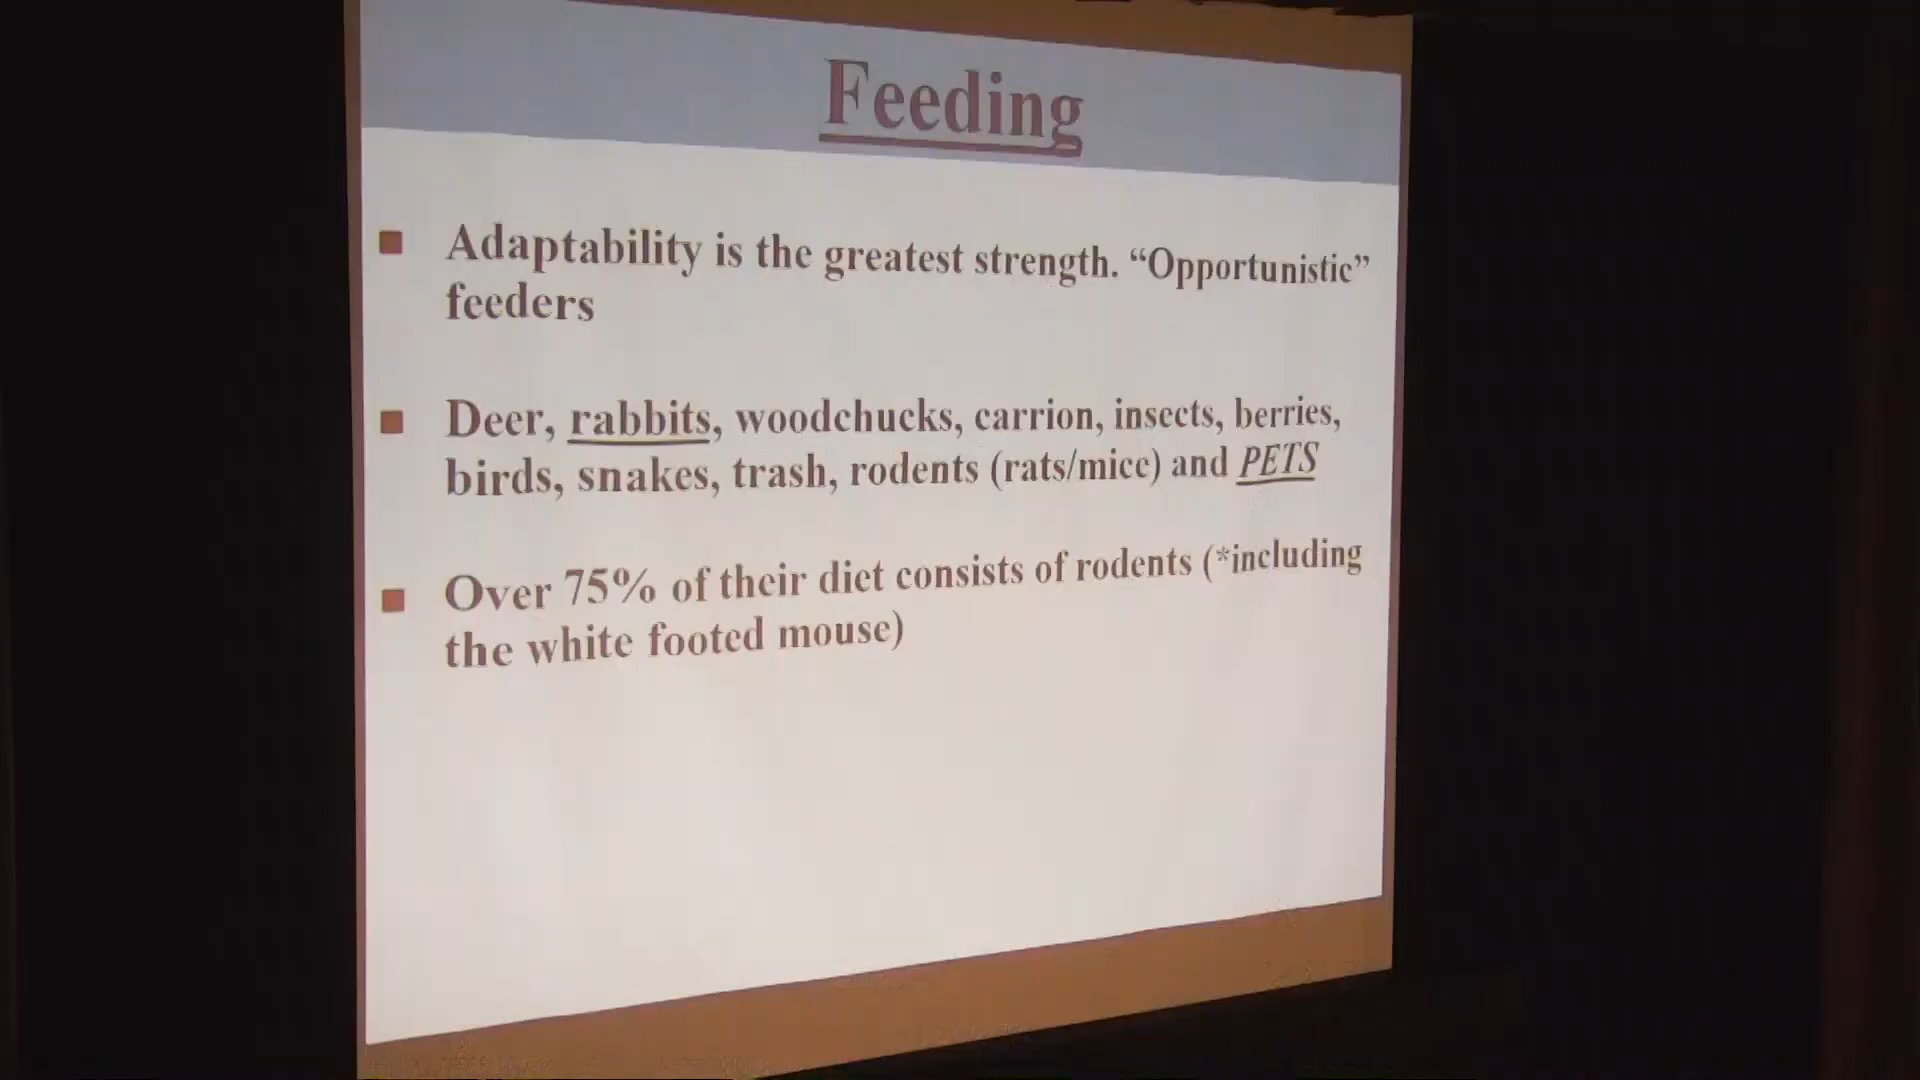 Feeding
Adaptability is the greatest strength. “Opportunistic”
feeders
Deer, rabbits, woodchucks, carrion, insects, berries,
birds, snakes, trash, rodents (rats/mice) and PETS
Over 75% of their diet consists of rodents (*including
the white footed mouse)